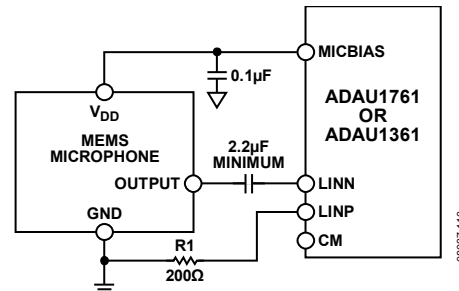 MICBIAS
0.1µF
ADAU1761
OR
ADAU1361
VDD
MEMS
MICROPHONE
2.2µF
MINIMUM
OUTPUT
LINN
GND
LINP
R1
CM
200Ω